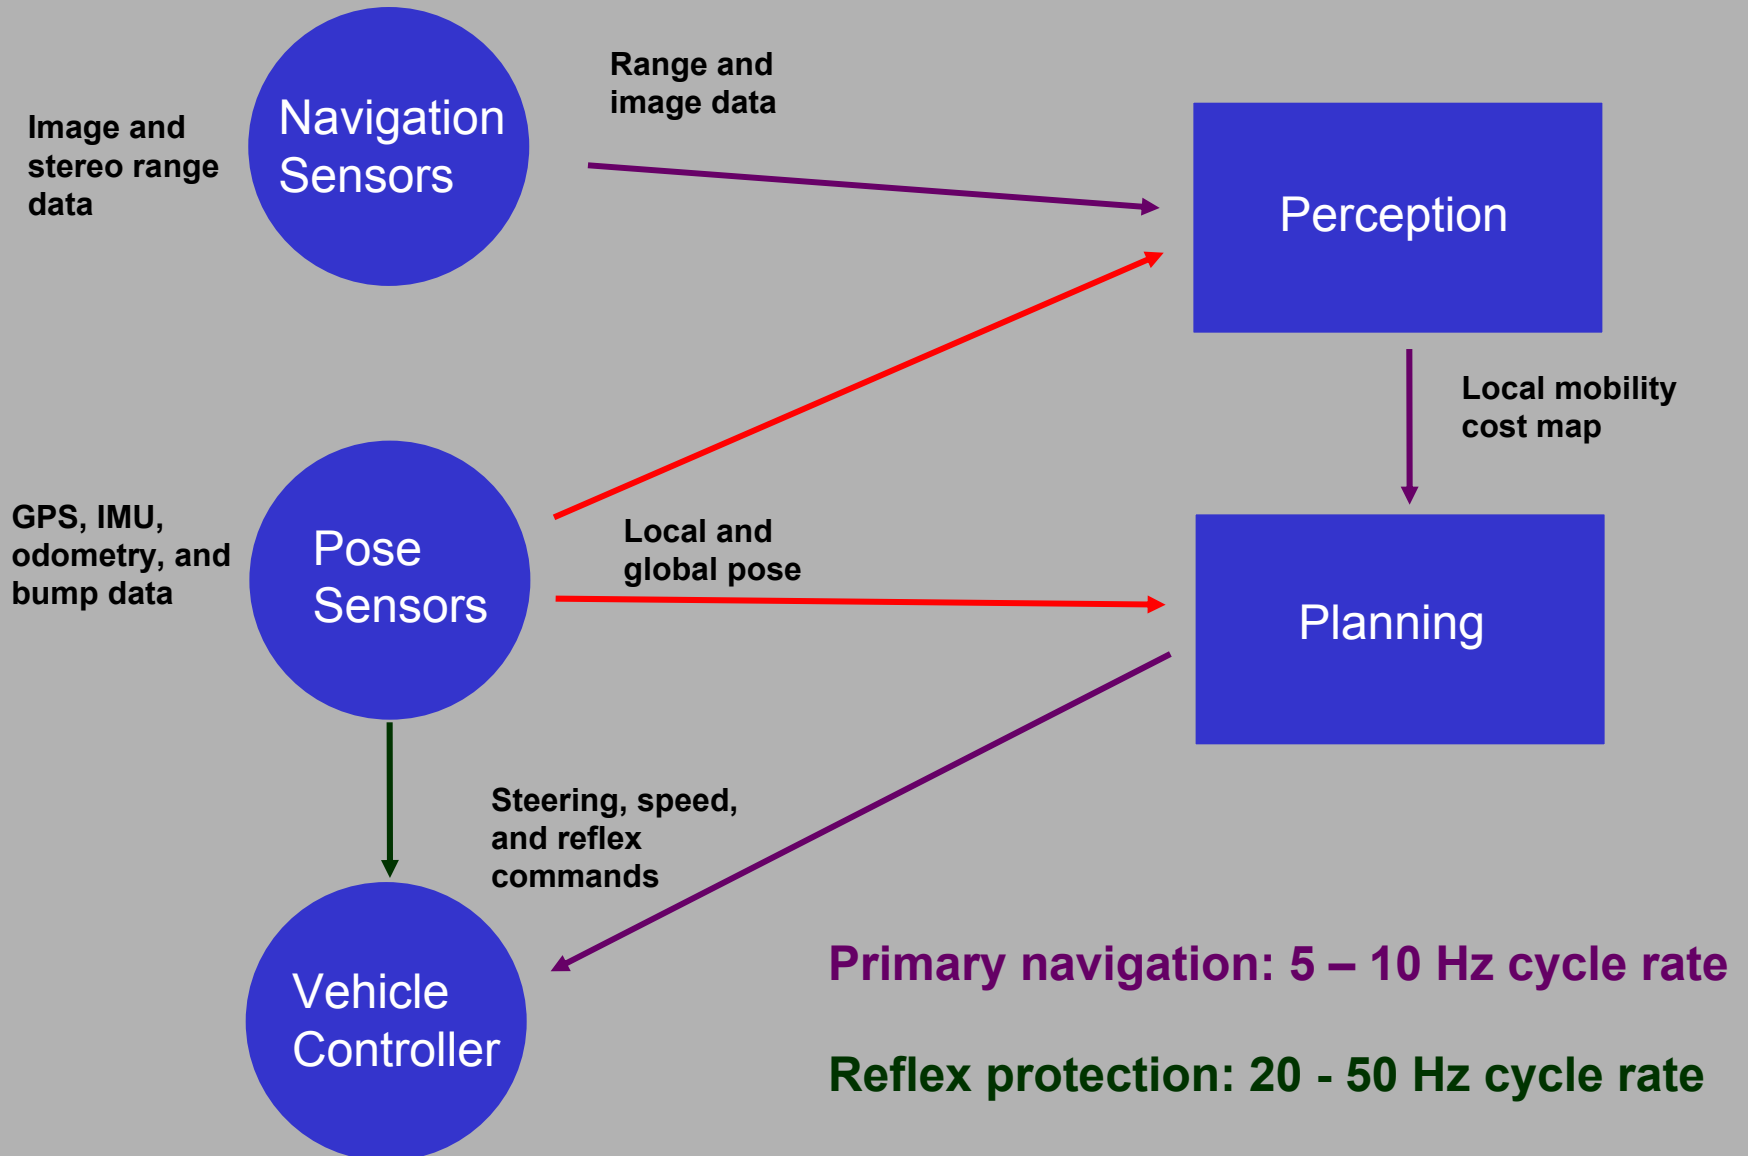 Image and
stereo range
data
Navigation
Sensors
Range and
image data
Perception
Local mobility
cost map
GPS, IMU,
odometry, and
bump data
Pose
Sensors
Local and
global pose
Planning
Steering, speed,
and reflex
commands
Vehicle
Controller
Primary navigation: 5 – 10 Hz cycle rate
Reflex protection: 20 - 50 Hz cycle rate